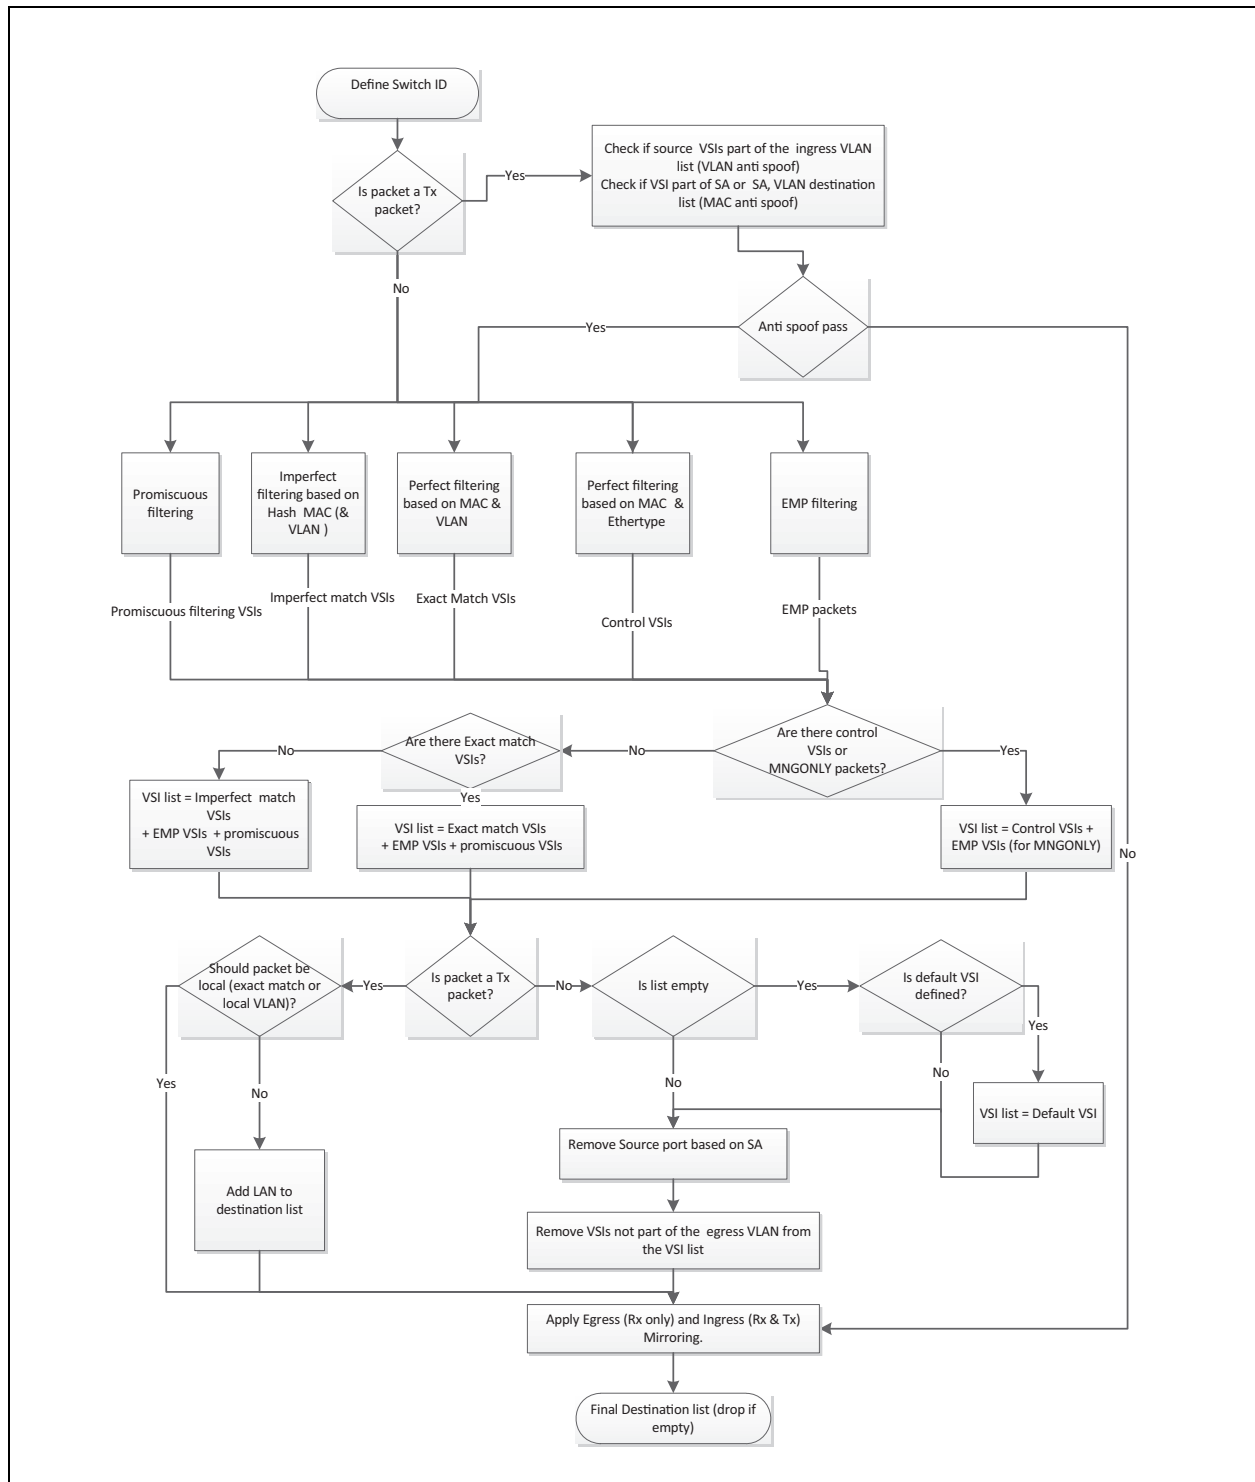 Define Switch ID
Is packet a Tx
packet?
Yes
Check if source VSIs part of the ingress VLAN
list (VLAN anti spoof)
Check if VSI part of SA or SA, VLAN destination
list (MAC anti spoof)
No
Yes
Anti spoof pass
Promiscuous
filtering
Imperfect
filtering based on
Hash MAC (&
VLAN )
Perfect filtering
based on MAC &
VLAN
Perfect filtering
based on MAC &
Ethertype
EMP filtering
Promiscuous filtering VSIs
Imperfect match VSIs
Exact Match VSIs
Control VSIs
EMP packets
Are there control
VSIs or
MNGONLY packets?
No
Yes
Are there Exact match
VSIs?
No
Yes
VSI list = Imperfect match
VSIs
+ EMP VSIs + promiscuous
VSIs
VSI list = Exact match VSIs
+ EMP VSIs + promiscuous VSIs
VSI list = Control VSIs +
EMP VSIs (for MNGONLY)
No
Should packet be
local (exact match or
local VLAN)?
Yes
Is packet a Tx
packet?
No
Is list empty
Yes
Is default VSI
defined?
Yes
Yes
No
No
No
VSI list = Default VSI
Remove Source port based on SA
Add LAN to
destination list
Remove VSIs not part of the egress VLAN from
the VSI list
Apply Egress (Rx only) and Ingress (Rx & Tx)
Mirroring.
Final Destination list (drop if
empty)